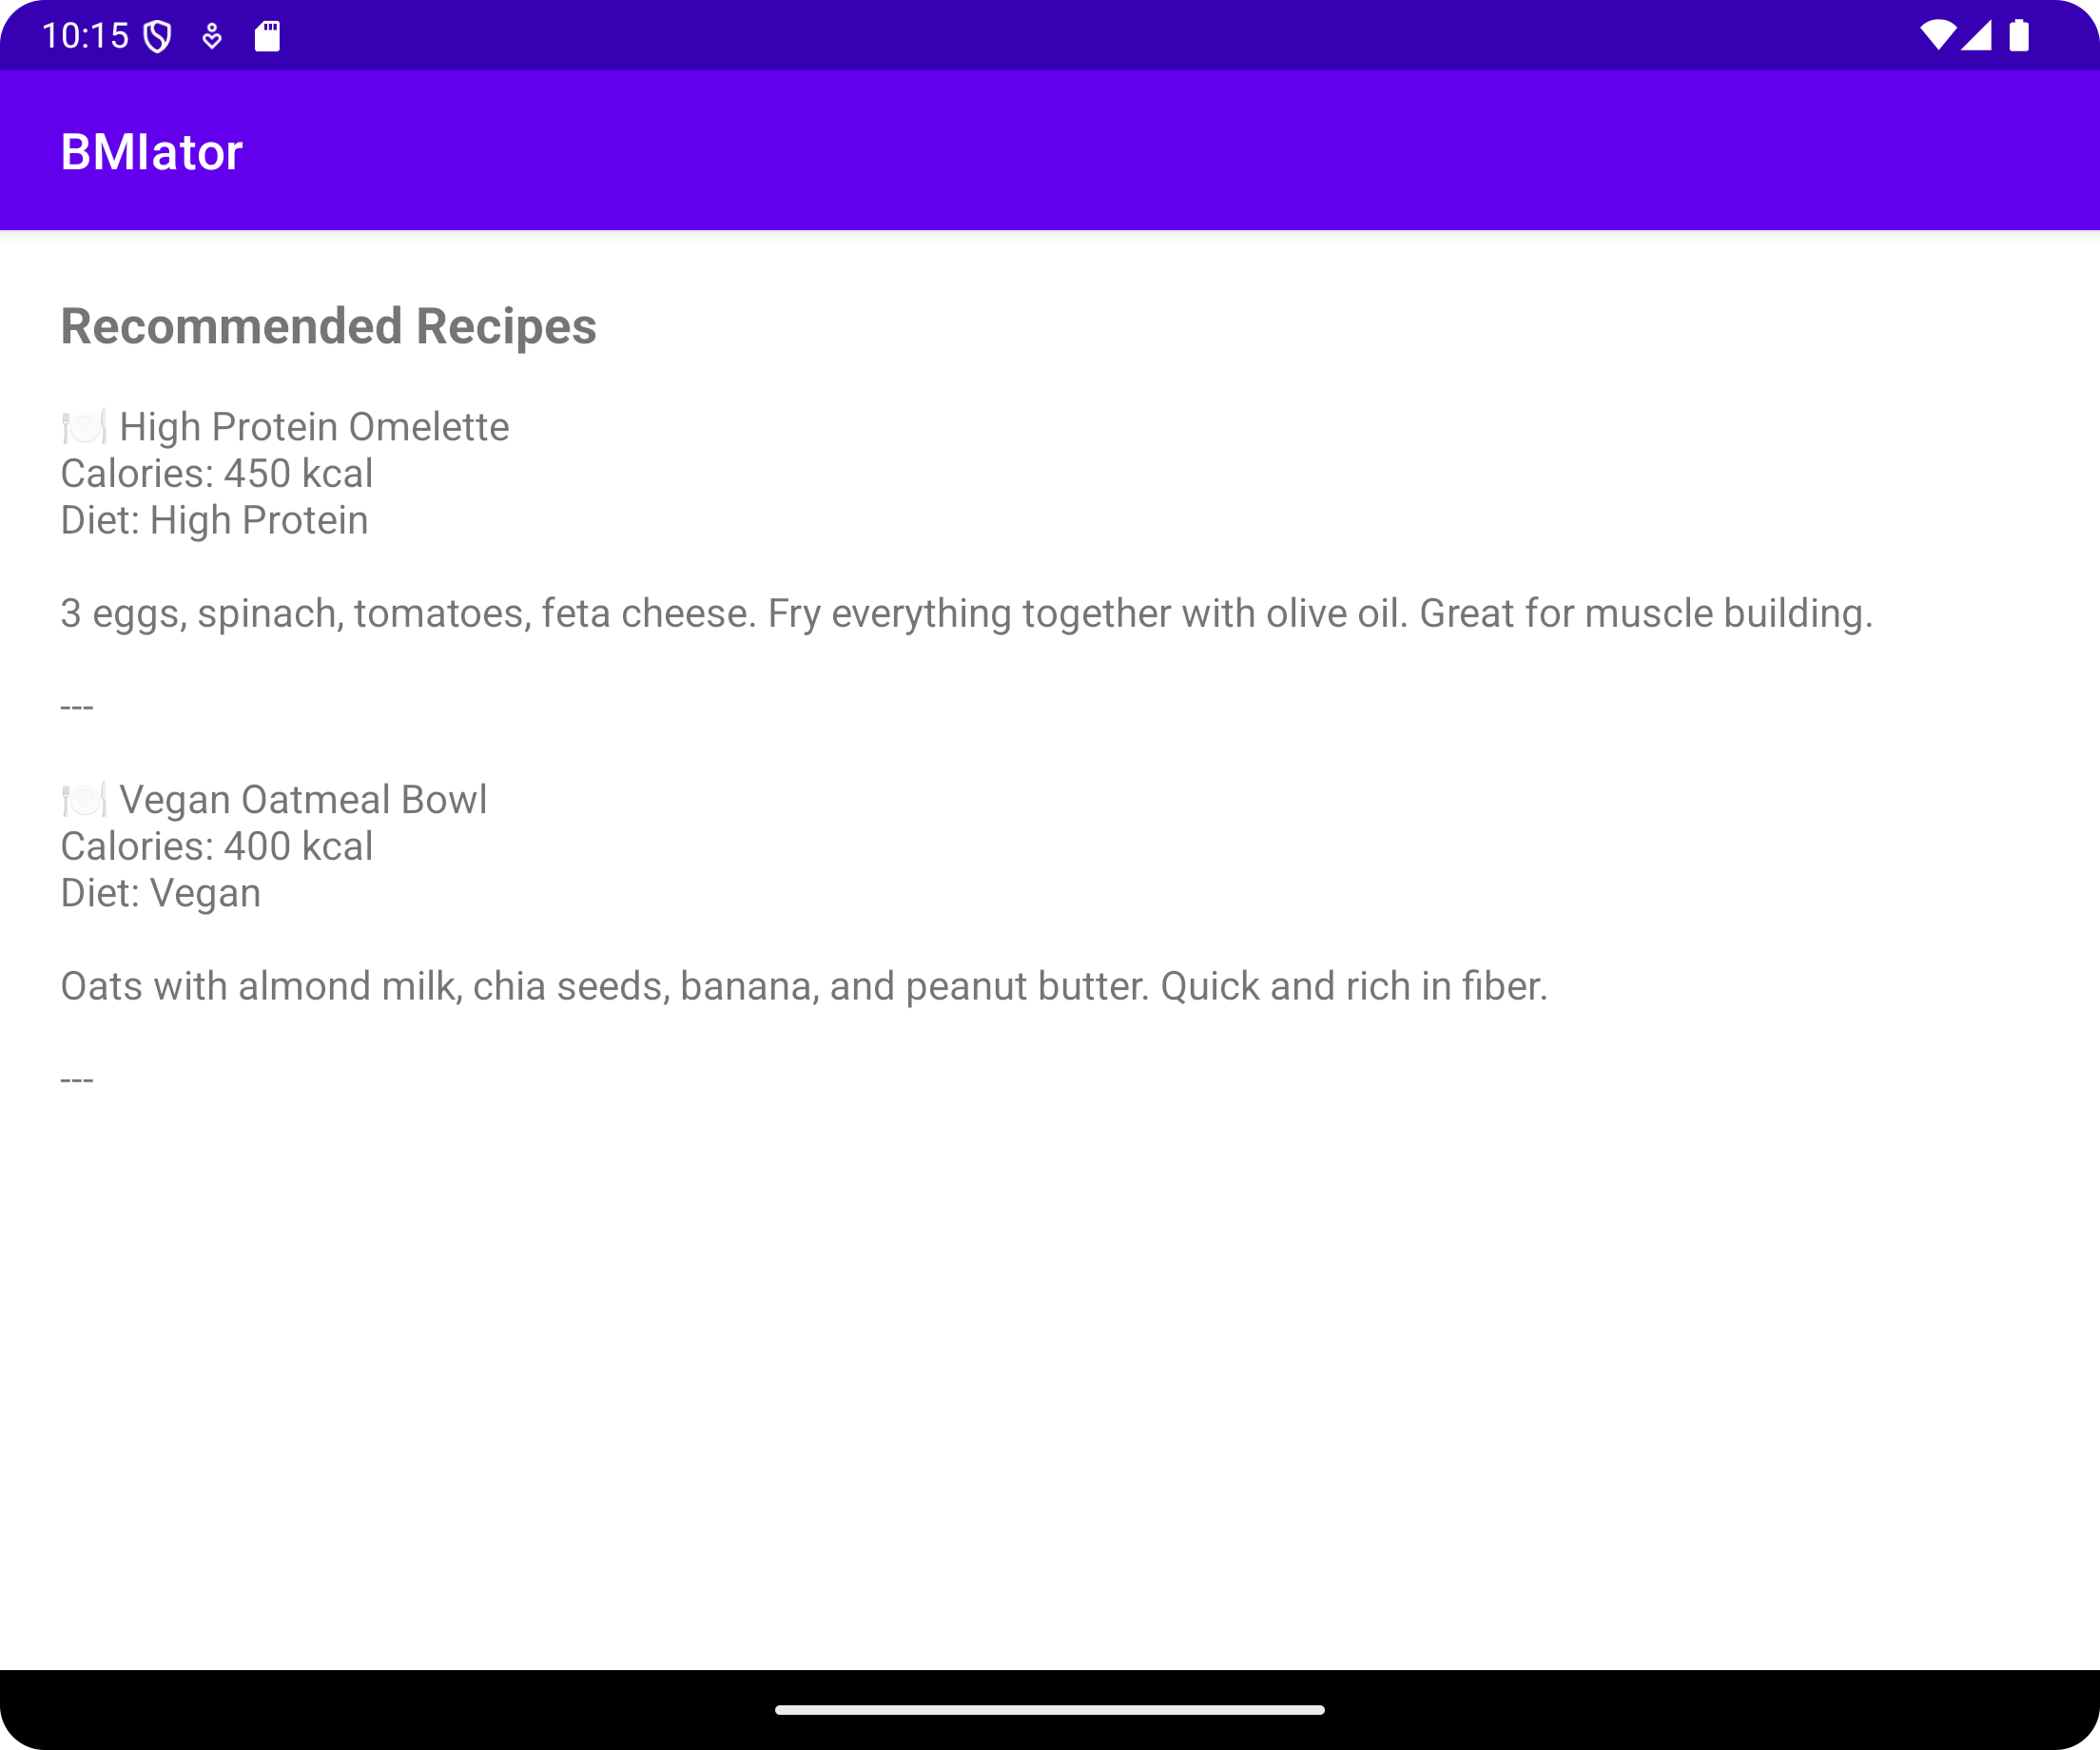 10:15
BMIator
Recommended Recipes
🍽️ High Protein Omelette
Calories: 450 kcal
Diet: High Protein
3 eggs, spinach, tomatoes, feta cheese. Fry everything together with olive oil. Great for muscle building.
---
🍽️ Vegan Oatmeal Bowl
Calories: 400 kcal
Diet: Vegan
Oats with almond milk, chia seeds, banana, and peanut butter. Quick and rich in fiber.
---